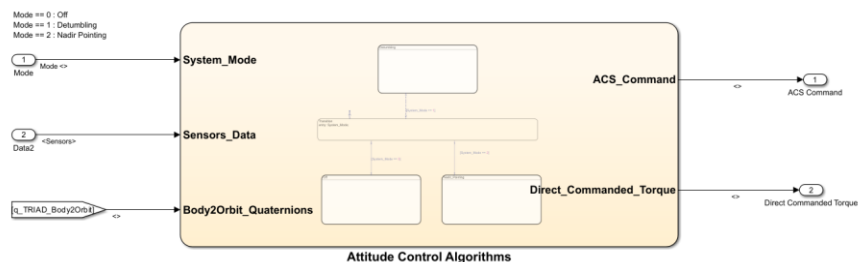 Mode == 0 : Off
Mode == 1 : Detumbling
Mode == 2 : Nadir Pointing
1
Mode
Mode <>
System_Mode
ACS_Command
<>
1
ACS Command
2
Data2
<Sensors>
Sensors_Data
[q_TRIAD_Body2Orbit]
<>
Body2Orbit_Quaternions
Direct_Commanded_Torque
<>
2
Direct Commanded Torque
Attitude Control Algorithms